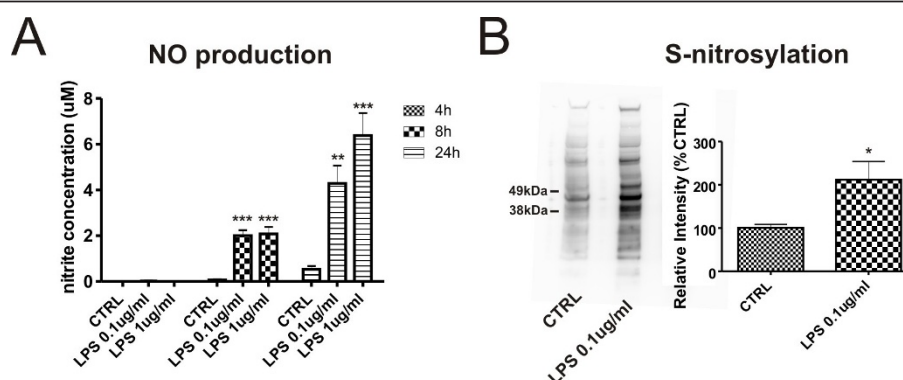 A
NO production
nitrite concentration (uM)
8
6
4
2
0
***
***
**
***
4h
8h
24h
CTRL
LPS 0.1ug/ml
LPS 1ug/ml
CTRL
LPS 0.1ug/ml
LPS 1ug/ml
CTRL
LPS 0.1ug/ml
LPS 1ug/ml
B
S-nitrosylation
49kDa
38kDa
CTRL
LPS 0.1ug/ml
Relative Intensity (% CTRL)
300
200
100
0
*
CTRL
LPS 0.1ug/ml